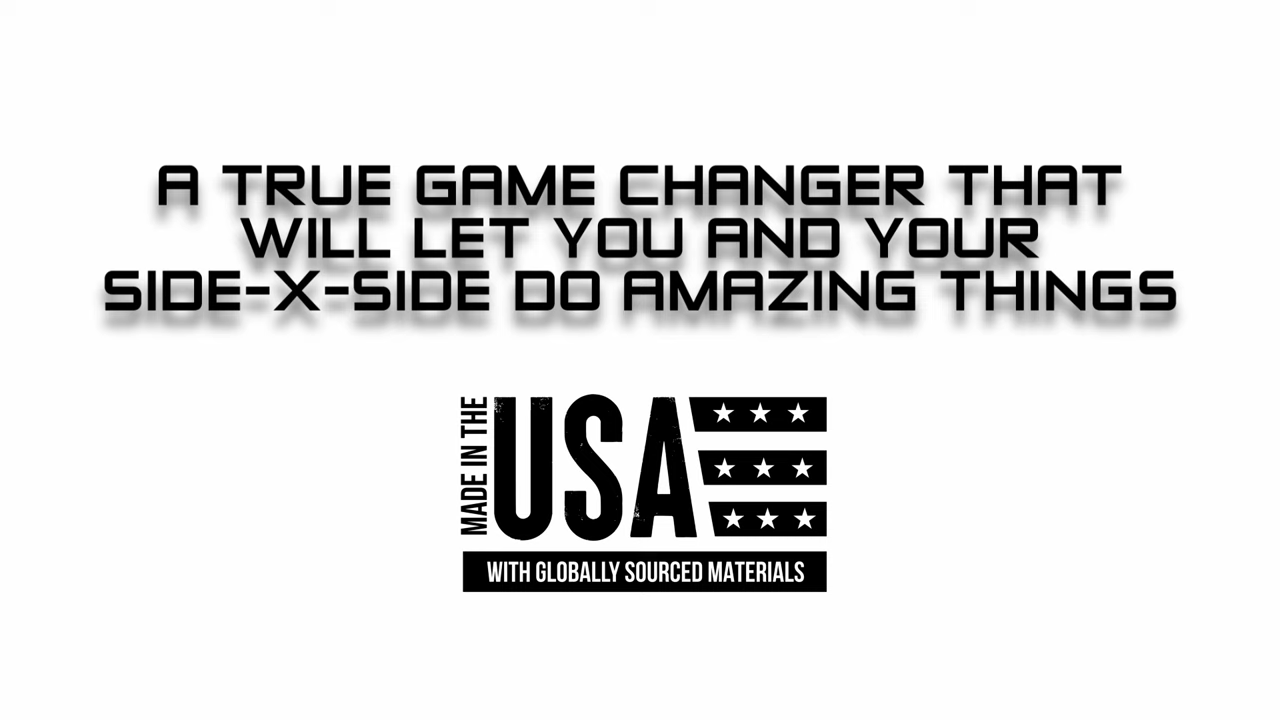 A TRUE GAME CHANGER THAT
WILL LET YOU AND YOUR
SIDE-X-SIDE DO AMAZING THINGS
MADE IN THE
USA
WITH GLOBALLY SOURCED MATERIALS